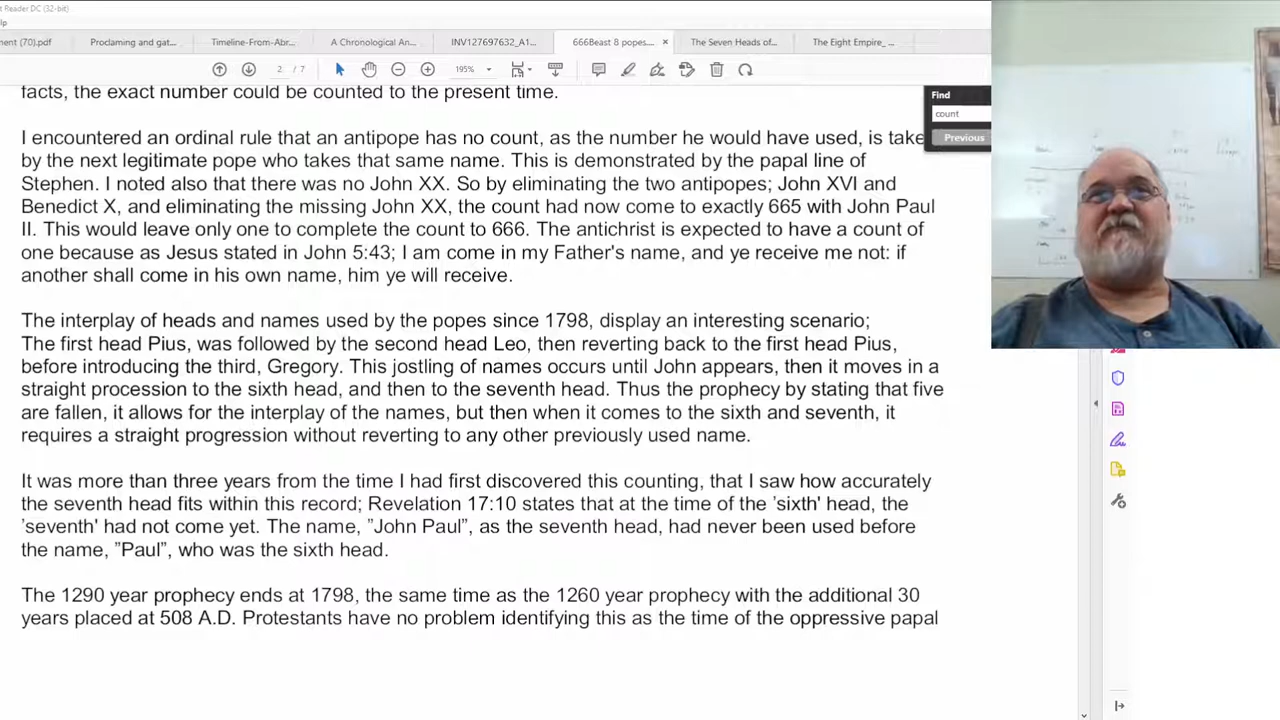 t Reader DC (32-bit)
lp
ment (70).pdf
Proclaming and gat...
Timeline-From-Abr...
A Chronological An...
INV127697632_A1...
666Beast 8 popes....
×
The Seven Heads of...
The Eight Empire_ ...
2 / 7
195%
facts, the exact number could be counted to the present time.
Find
count
Previous
I encountered an ordinal rule that an antipope has no count, as the number he would have used, is take
by the next legitimate pope who takes that same name. This is demonstrated by the papal line of
Stephen. I noted also that there was no John XX. So by eliminating the two antipopes; John XVI and
Benedict X, and eliminating the missing John XX, the count had now come to exactly 665 with John Paul
II. This would leave only one to complete the count to 666. The antichrist is expected to have a count of
one because as Jesus stated in John 5:43; I am come in my Father's name, and ye receive me not: if
another shall come in his own name, him ye will receive.
The interplay of heads and names used by the popes since 1798, display an interesting scenario;
The first head Pius, was followed by the second head Leo, then reverting back to the first head Pius,
before introducing the third, Gregory. This jostling of names occurs until John appears, then it moves in a
straight procession to the sixth head, and then to the seventh head. Thus the prophecy by stating that five
are fallen, it allows for the interplay of the names, but then when it comes to the sixth and seventh, it
requires a straight progression without reverting to any other previously used name.
It was more than three years from the time I had first discovered this counting, that I saw how accurately
the seventh head fits within this record; Revelation 17:10 states that at the time of the 'sixth' head, the
'seventh' had not come yet. The name, ”John Paul”, as the seventh head, had never been used before
the name, ”Paul”, who was the sixth head.
The 1290 year prophecy ends at 1798, the same time as the 1260 year prophecy with the additional 30
years placed at 508 A.D. Protestants have no problem identifying this as the time of the oppressive papal